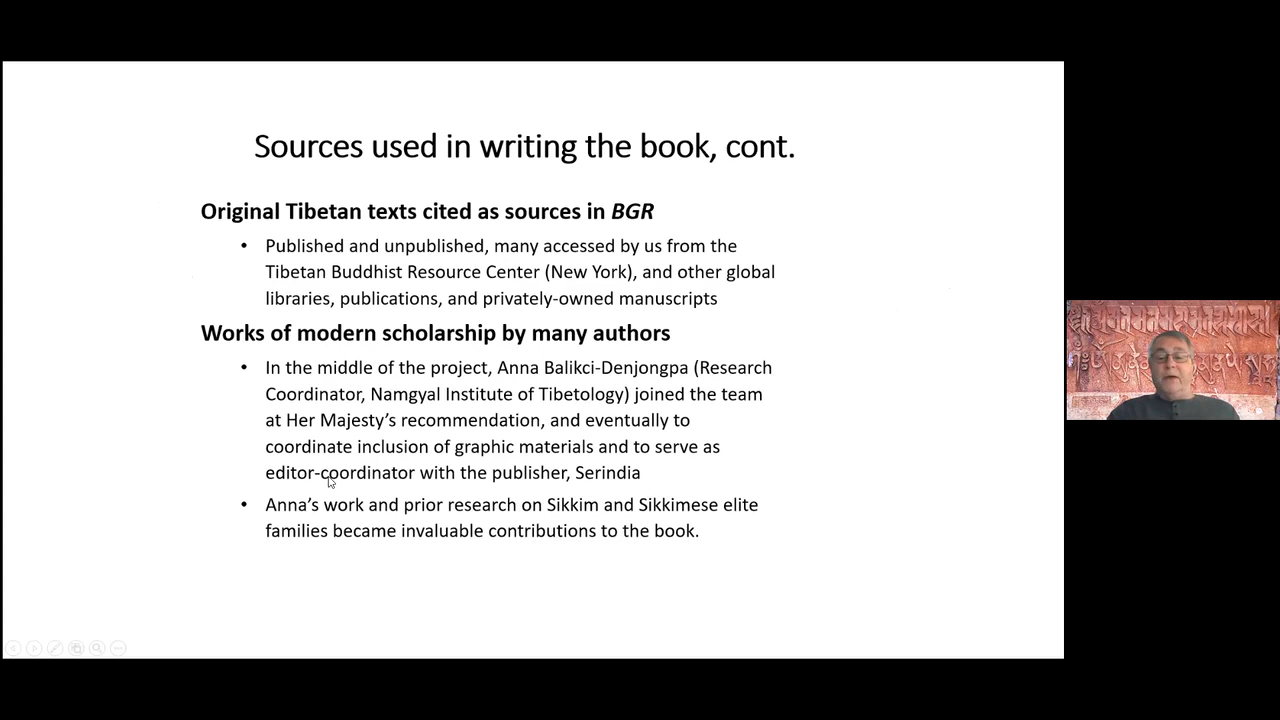 Sources used in writing the book, cont.
Original Tibetan texts cited as sources in BGR
• Published and unpublished, many accessed by us from the
Tibetan Buddhist Resource Center (New York), and other global
libraries, publications, and privately-owned manuscripts
Works of modern scholarship by many authors
• In the middle of the project, Anna Balikci-Denjongpa (Research
Coordinator, Namgyal Institute of Tibetology) joined the team
at Her Majesty’s recommendation, and eventually to
coordinate inclusion of graphic materials and to serve as
editor-coordinator with the publisher, Serindia
• Anna’s work and prior research on Sikkim and Sikkimese elite
families became invaluable contributions to the book.